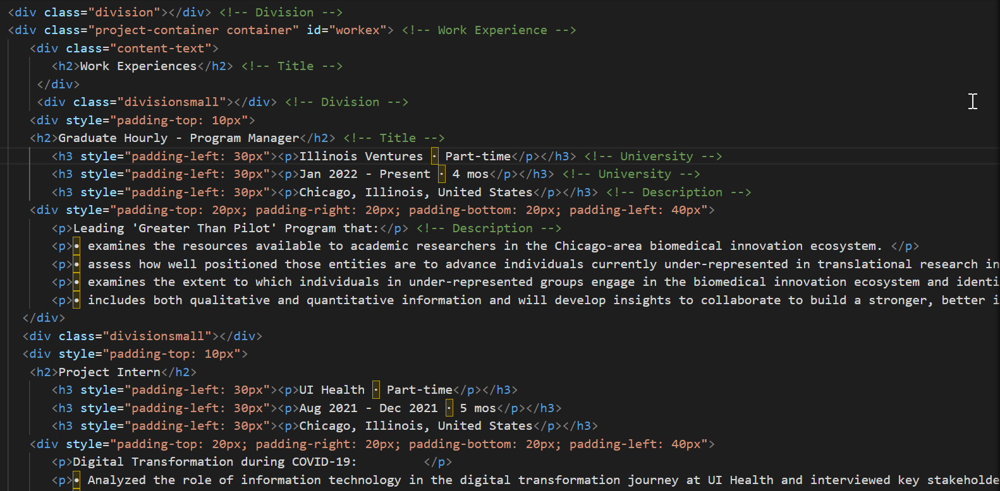 <div class="division"></div> <!-- Division -->
<div class="project-container container" id="workex"> <!-- Work Experience -->
<div class="content-text">
<h2>Work Experiences</h2> <!-- Title -->
</div>
<div class="divisionsmall"></div> <!-- Division -->
<div style="padding-top: 10px">
<h2>Graduate Hourly - Program Manager</h2> <!-- Title -->
<h3 style="padding-left: 30px"><p>Illinois Ventures · Part-time</p></h3> <!-- University -->
<h3 style="padding-left: 30px"><p>Jan 2022 - Present · 4 mos</p></h3> <!-- University -->
<h3 style="padding-left: 30px"><p>Chicago, Illinois, United States</p></h3> <!-- Description -->
<div style="padding-top: 20px; padding-right: 20px; padding-bottom: 20px; padding-left: 40px">
<p>Leading 'Greater Than Pilot' Program that:</p> <!-- Description -->
<p>• examines the resources available to academic researchers in the Chicago-area biomedical innovation ecosystem. </p>
<p>• assess how well positioned those entities are to advance individuals currently under-represented in translational research in
<p>• examines the extent to which individuals in under-represented groups engage in the biomedical innovation ecosystem and identi
<p>• includes both qualitative and quantitative information and will develop insights to collaborate to build a stronger, better i
</div>
<div class="divisionsmall"></div>
<div style="padding-top: 10px">
<h2>Project Intern</h2>
<h3 style="padding-left: 30px"><p>UI Health · Part-time</p></h3>
<h3 style="padding-left: 30px"><p>Aug 2021 - Dec 2021 · 5 mos</p></h3>
<h3 style="padding-left: 30px"><p>Chicago, Illinois, United States</p></h3>
<div style="padding-top: 20px; padding-right: 20px; padding-bottom: 20px; padding-left: 40px">
<p>Digital Transformation during COVID-19:         </p>
<p>• Analyzed the role of information technology in the digital transformation journey at UI Health and interviewed key stakeholde